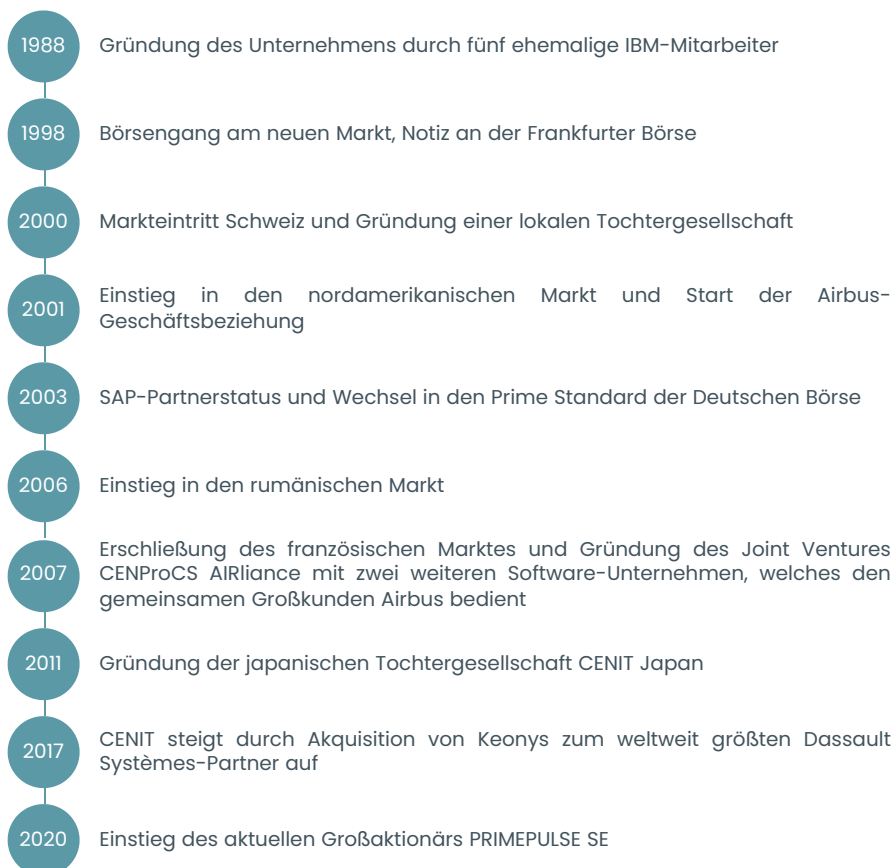 1988 Gründung des Unternehmens durch fünf ehemalige IBM-Mitarbeiter
1998 Börsengang am neuen Markt, Notiz an der Frankfurter Börse
2000 Markteintritt Schweiz und Gründung einer lokalen Tochtergesellschaft
2001 Einstieg in den nordamerikanischen Markt und Start der Airbus-
Geschäftsbeziehung
2003 SAP-Partnerstatus und Wechsel in den Prime Standard der Deutschen Börse
2006 Einstieg in den rumänischen Markt
2007 Erschließung des französischen Marktes und Gründung des Joint Ventures
CENProCS AIRliance mit zwei weiteren Software-Unternehmen, welches den
gemeinsamen Großkunden Airbus bedient
2011 Gründung der japanischen Tochtergesellschaft CENIT Japan
2017 CENIT steigt durch Akquisition von Keonys zum weltweit größten Dassault
Systèmes-Partner auf
2020 Einstieg des aktuellen Großaktionärs PRIMEPULSE SE